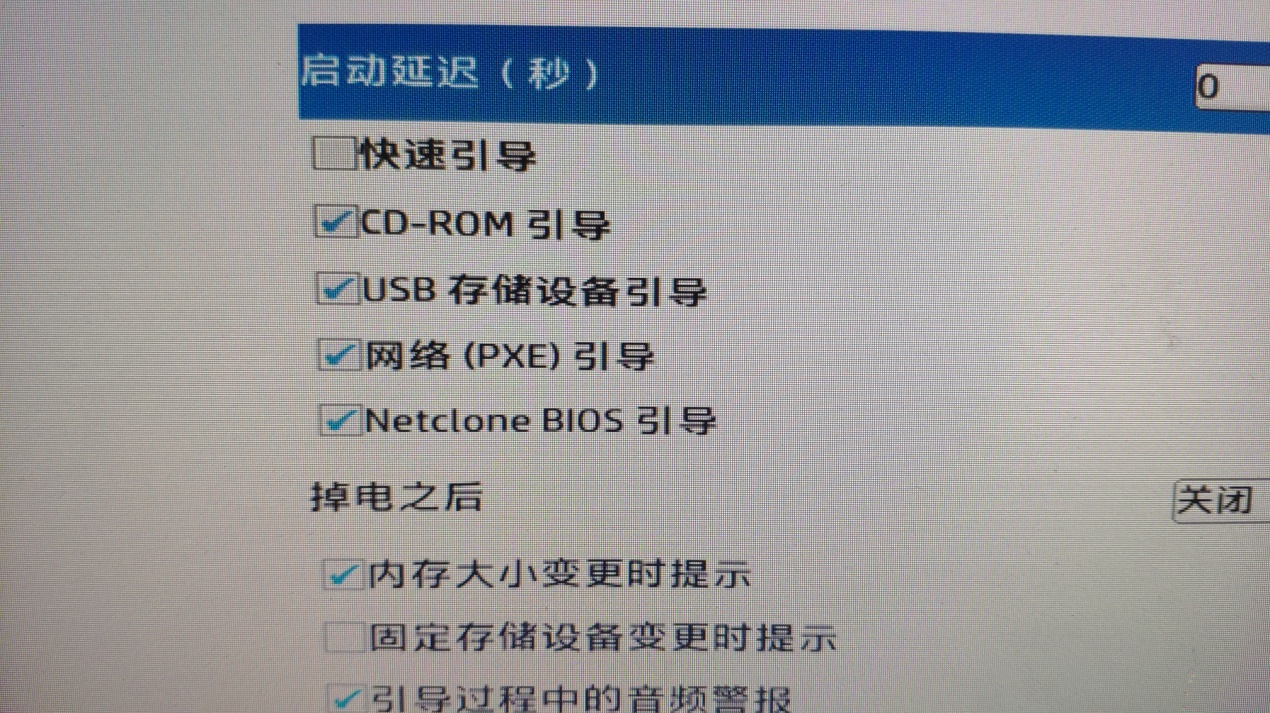 启动延迟（秒）
0
快速引导
CD-ROM 引导
USB 存储设备引导
网络 (PXE) 引导
Netclone BIOS 引导
掉电之后
关闭
内存大小变更时提示
固定存储设备变更时提示
引导过程中的音频警报